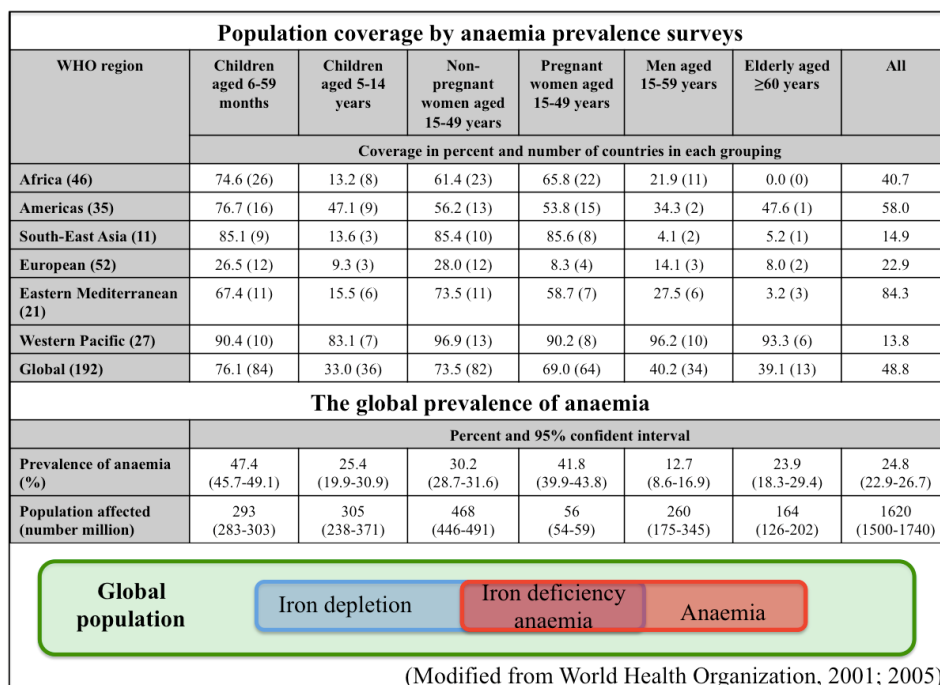 Population coverage by anaemia prevalence surveys
WHO region Children aged 6-59 months Children aged 5-14 years Non-pregnant women aged 15-49 years Pregnant women aged 15-49 years Men aged 15-59 years Elderly aged ≥60 years All
Coverage in percent and number of countries in each grouping
Africa (46) 74.6 (26) 13.2 (8) 61.4 (23) 65.8 (22) 21.9 (11) 0.0 (0) 40.7
Americas (35) 76.7 (16) 47.1 (9) 56.2 (13) 53.8 (15) 34.3 (2) 47.6 (1) 58.0
South-East Asia (11) 85.1 (9) 13.6 (3) 85.4 (10) 85.6 (8) 4.1 (2) 5.2 (1) 14.9
European (52) 26.5 (12) 9.3 (3) 28.0 (12) 8.3 (4) 14.1 (3) 8.0 (2) 22.9
Eastern Mediterranean (21) 67.4 (11) 15.5 (6) 73.5 (11) 58.7 (7) 27.5 (6) 3.2 (3) 84.3
Western Pacific (27) 90.4 (10) 83.1 (7) 96.9 (13) 90.2 (8) 96.2 (10) 93.3 (6) 13.8
Global (192) 76.1 (84) 33.0 (36) 73.5 (82) 69.0 (64) 40.2 (34) 39.1 (13) 48.8
The global prevalence of anaemia
Percent and 95% confident interval
Prevalence of anaemia (%) 47.4 (45.7-49.1) 25.4 (19.9-30.9) 30.2 (28.7-31.6) 41.8 (39.9-43.8) 12.7 (8.6-16.9) 23.9 (18.3-29.4) 24.8 (22.9-26.7)
Population affected (number million) 293 (283-303) 305 (238-371) 468 (446-491) 56 (54-59) 260 (175-345) 164 (126-202) 1620 (1500-1740)
Global population
Iron depletion
Iron deficiency anaemia
Anaemia
(Modified from World Health Organization, 2001; 2005)